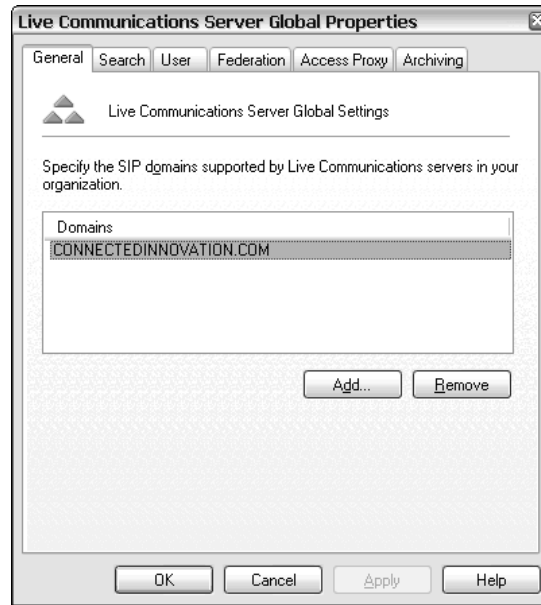 Live Communications Server Global Properties
General Search User Federation Access Proxy Archiving
Live Communications Server Global Settings
Specify the SIP domains supported by Live Communications servers in your
organization.
Domains
CONNECTEDINNOVATION.COM
Add... Remove
OK Cancel Apply Help